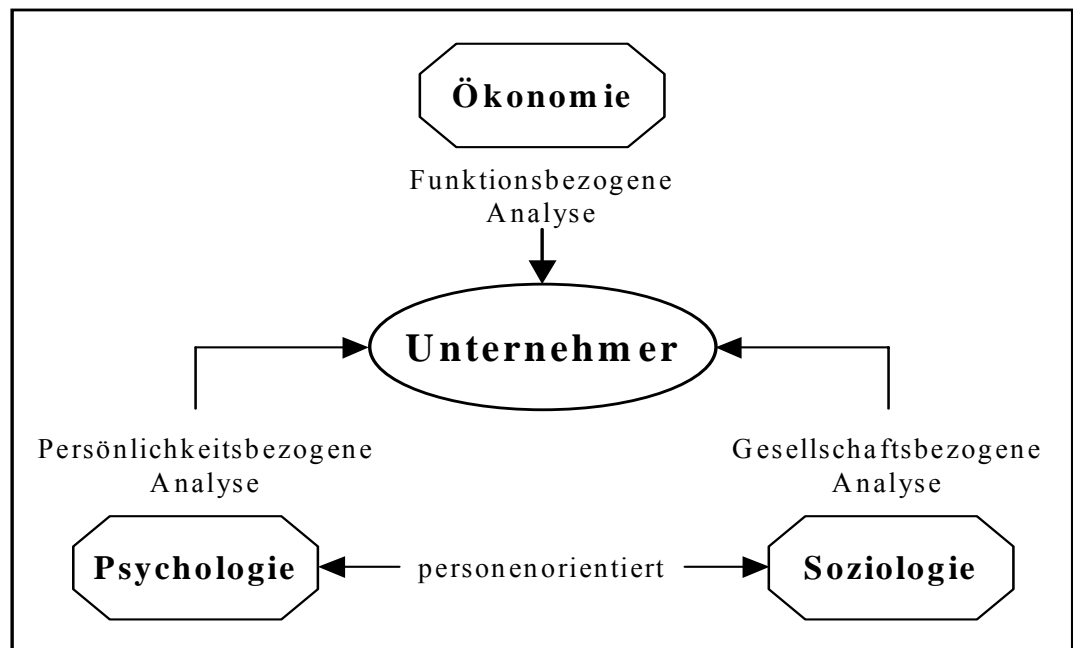 Ökonomie
Funktionsbezogene
Analyse
Unternehmer
Persönlichkeitsbezogene
Analyse
Gesellschaftsbezogene
Analyse
Psychologie
personenorientiert
Soziologie